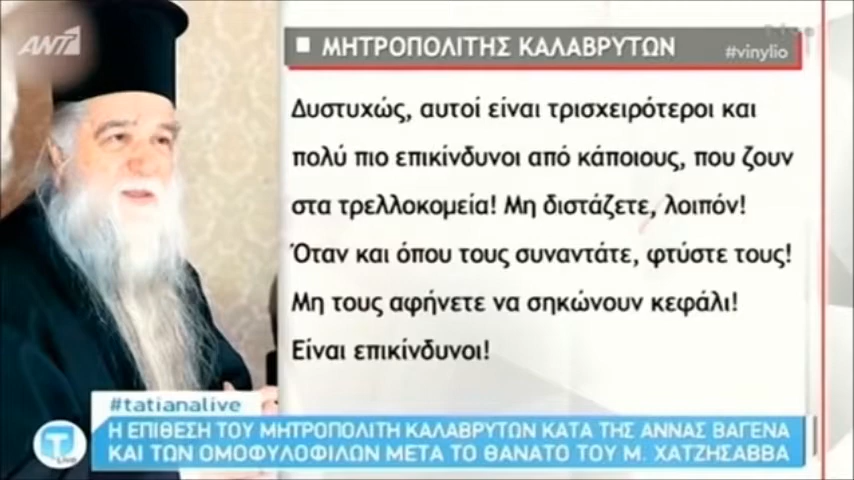 ANT1
Live
ΜΗΤΡΟΠΟΛΙΤΗΣ ΚΑΛΑΒΡΥΤΩΝ
#vinylio
Δυστυχώς, αυτοί είναι τρισχειρότεροι και
πολύ πιο επικίνδυνοι από κάποιους, που ζουν
στα τρελλοκομεία! Μη διστάζετε, λοιπόν!
Όταν και όπου τους συναντάτε, φτύστε τους!
Μη τους αφήνετε να σηκώνουν κεφάλι!
Είναι επικίνδυνοι!
#tatianalive
T
LIVE
Η ΕΠΙΘΕΣΗ ΤΟΥ ΜΗΤΡΟΠΟΛΙΤΗ ΚΑΛΑΒΡΥΤΩΝ ΚΑΤΑ ΤΗΣ ΑΝΝΑΣ ΒΑΓΕΝΑ
ΚΑΙ ΤΩΝ ΟΜΟΦΥΛΟΦΙΛΩΝ ΜΕΤΑ ΤΟ ΘΑΝΑΤΟ ΤΟΥ Μ. ΧΑΤΖΗΣΑΒΒΑ